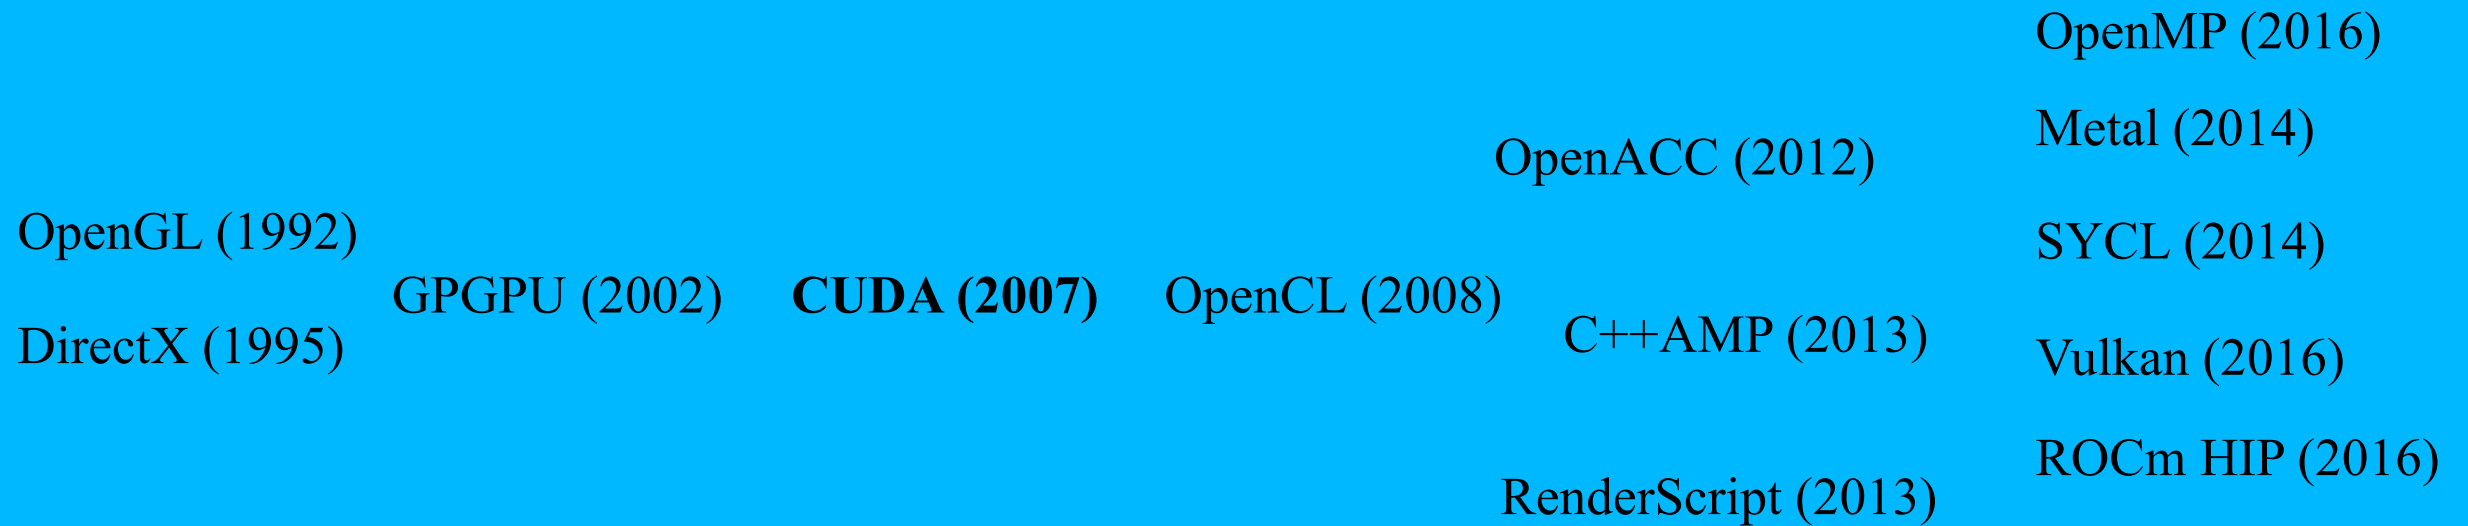 OpenGL (1992)
DirectX (1995)
GPGPU (2002)
CUDA (2007)
OpenCL (2008)
OpenACC (2012)
C++AMP (2013)
RenderScript (2013)
OpenMP (2016)
Metal (2014)
SYCL (2014)
Vulkan (2016)
ROCm HIP (2016)